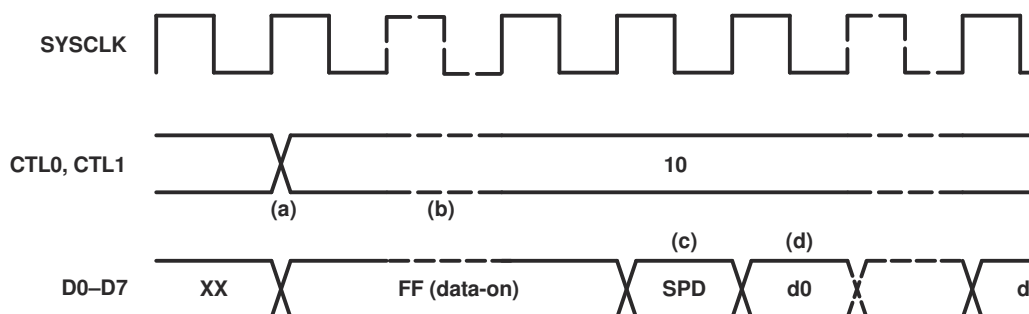 SYSCLK
CTL0, CTL1
10
(a)
(b)
(c)
(d)
D0–D7
XX
FF (data-on)
SPD
d0
d